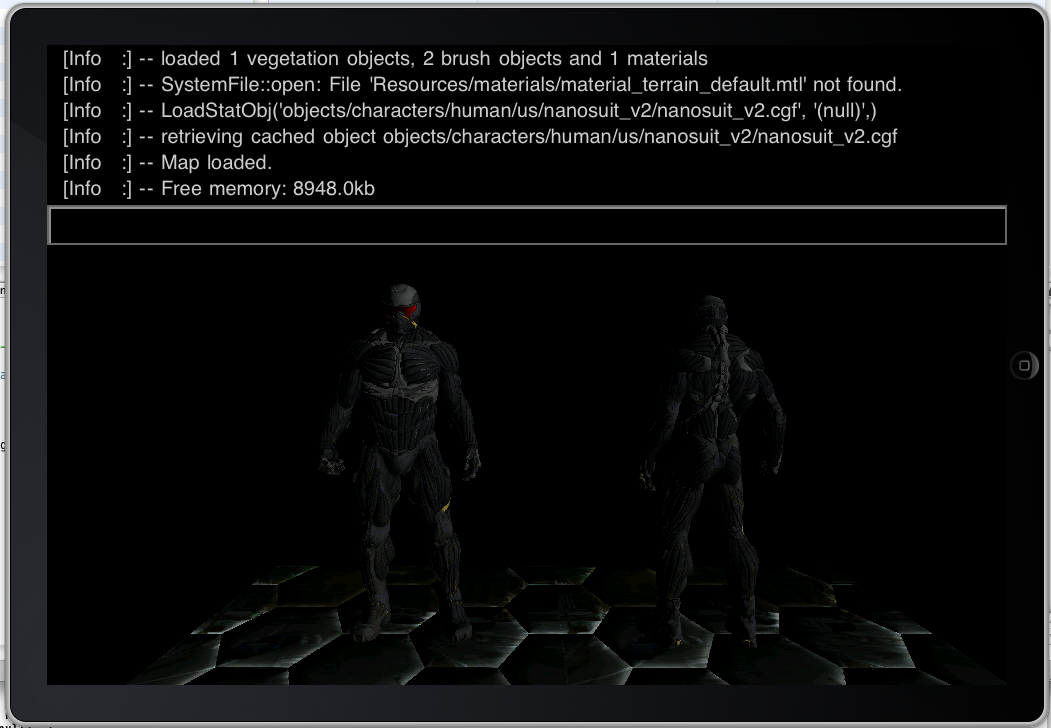 [Info :] -- loaded 1 vegetation objects, 2 brush objects and 1 materials
[Info :] -- SystemFile::open: File 'Resources/materials/material_terrain_default.mtl' not found.
[Info :] -- LoadStatObj('objects/characters/human/us/nanosuit_v2/nanosuit_v2.cgf', '(null)',)
[Info :] -- retrieving cached object objects/characters/human/us/nanosuit_v2/nanosuit_v2.cgf
[Info :] -- Map loaded.
[Info :] -- Free memory: 8948.0kb